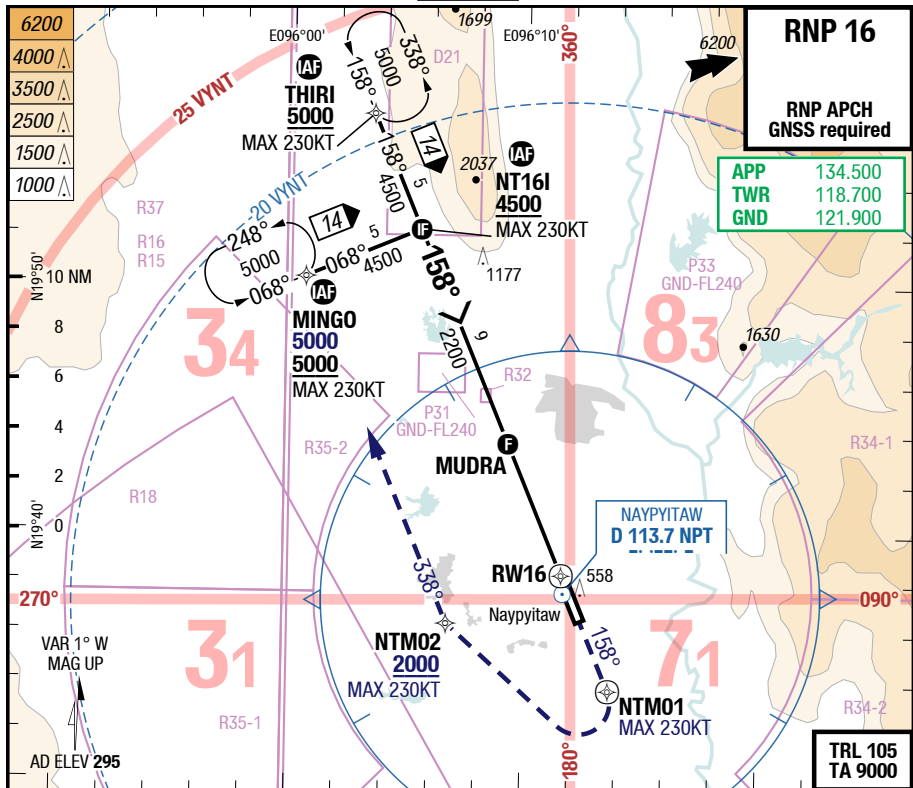 6200
4000
3500
2500
1500
1000
E096°00'
E096°10'
1699
D21
360°
6200
RNP 16
RNP APCH
GNSS required
APP 134.500
TWR 118.700
GND 121.900
25 VYNT
20 VYNT
IAF
THIRI
5000
MAX 230KT
158°
5000
338°
158°
5
4500
14
2037
IAF
NT16I
4500
MAX 230KT
IF
1177
R37
R16
R15
248°
5000
068°
14
068°
5
4500
IAF
MINGO
5000
5000
MAX 230KT
158°
9
2200
N19°50'
10 NM
8
6
4
2
0
N19°40'
34
83
P33
GND-FL240
1630
R32
P31
GND-FL240
R35-2
F
MUDRA
R18
R34-1
NAYPYITAW
D 113.7 NPT
RW16
558
Naypyitaw
270°
090°
338°
158°
NTM02
2000
MAX 230KT
NTM01
MAX 230KT
VAR 1° W
MAG UP
31
71
R35-1
R34-2
180°
AD ELEV 295
TRL 105
TA 9000